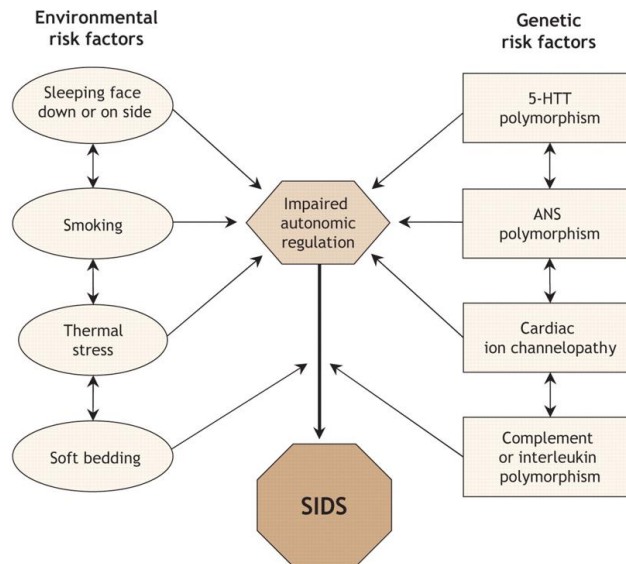 Environmental
risk factors
Sleeping face
down or on side
Smoking
Thermal
stress
Soft bedding
Impaired
autonomic
regulation
SIDS
Genetic
risk factors
5-HTT
polymorphism
ANS
polymorphism
Cardiac
ion channelopathy
Complement
or interleukin
polymorphism